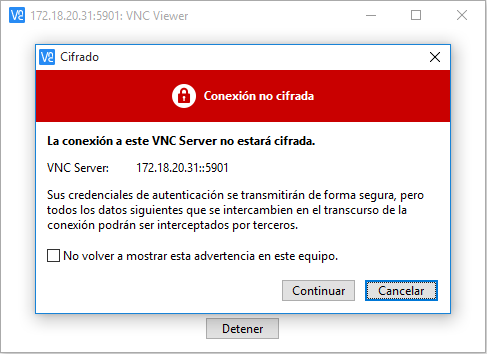 172.18.20.31:5901: VNC Viewer
Cifrado
Conexión no cifrada
La conexión a este VNC Server no estará cifrada.
VNC Server: 172.18.20.31::5901
Sus credenciales de autenticación se transmitirán de forma segura, pero
todos los datos siguientes que se intercambien en el transcurso de la
conexión podrán ser interceptados por terceros.
No volver a mostrar esta advertencia en este equipo.
Continuar Cancelar
Detener